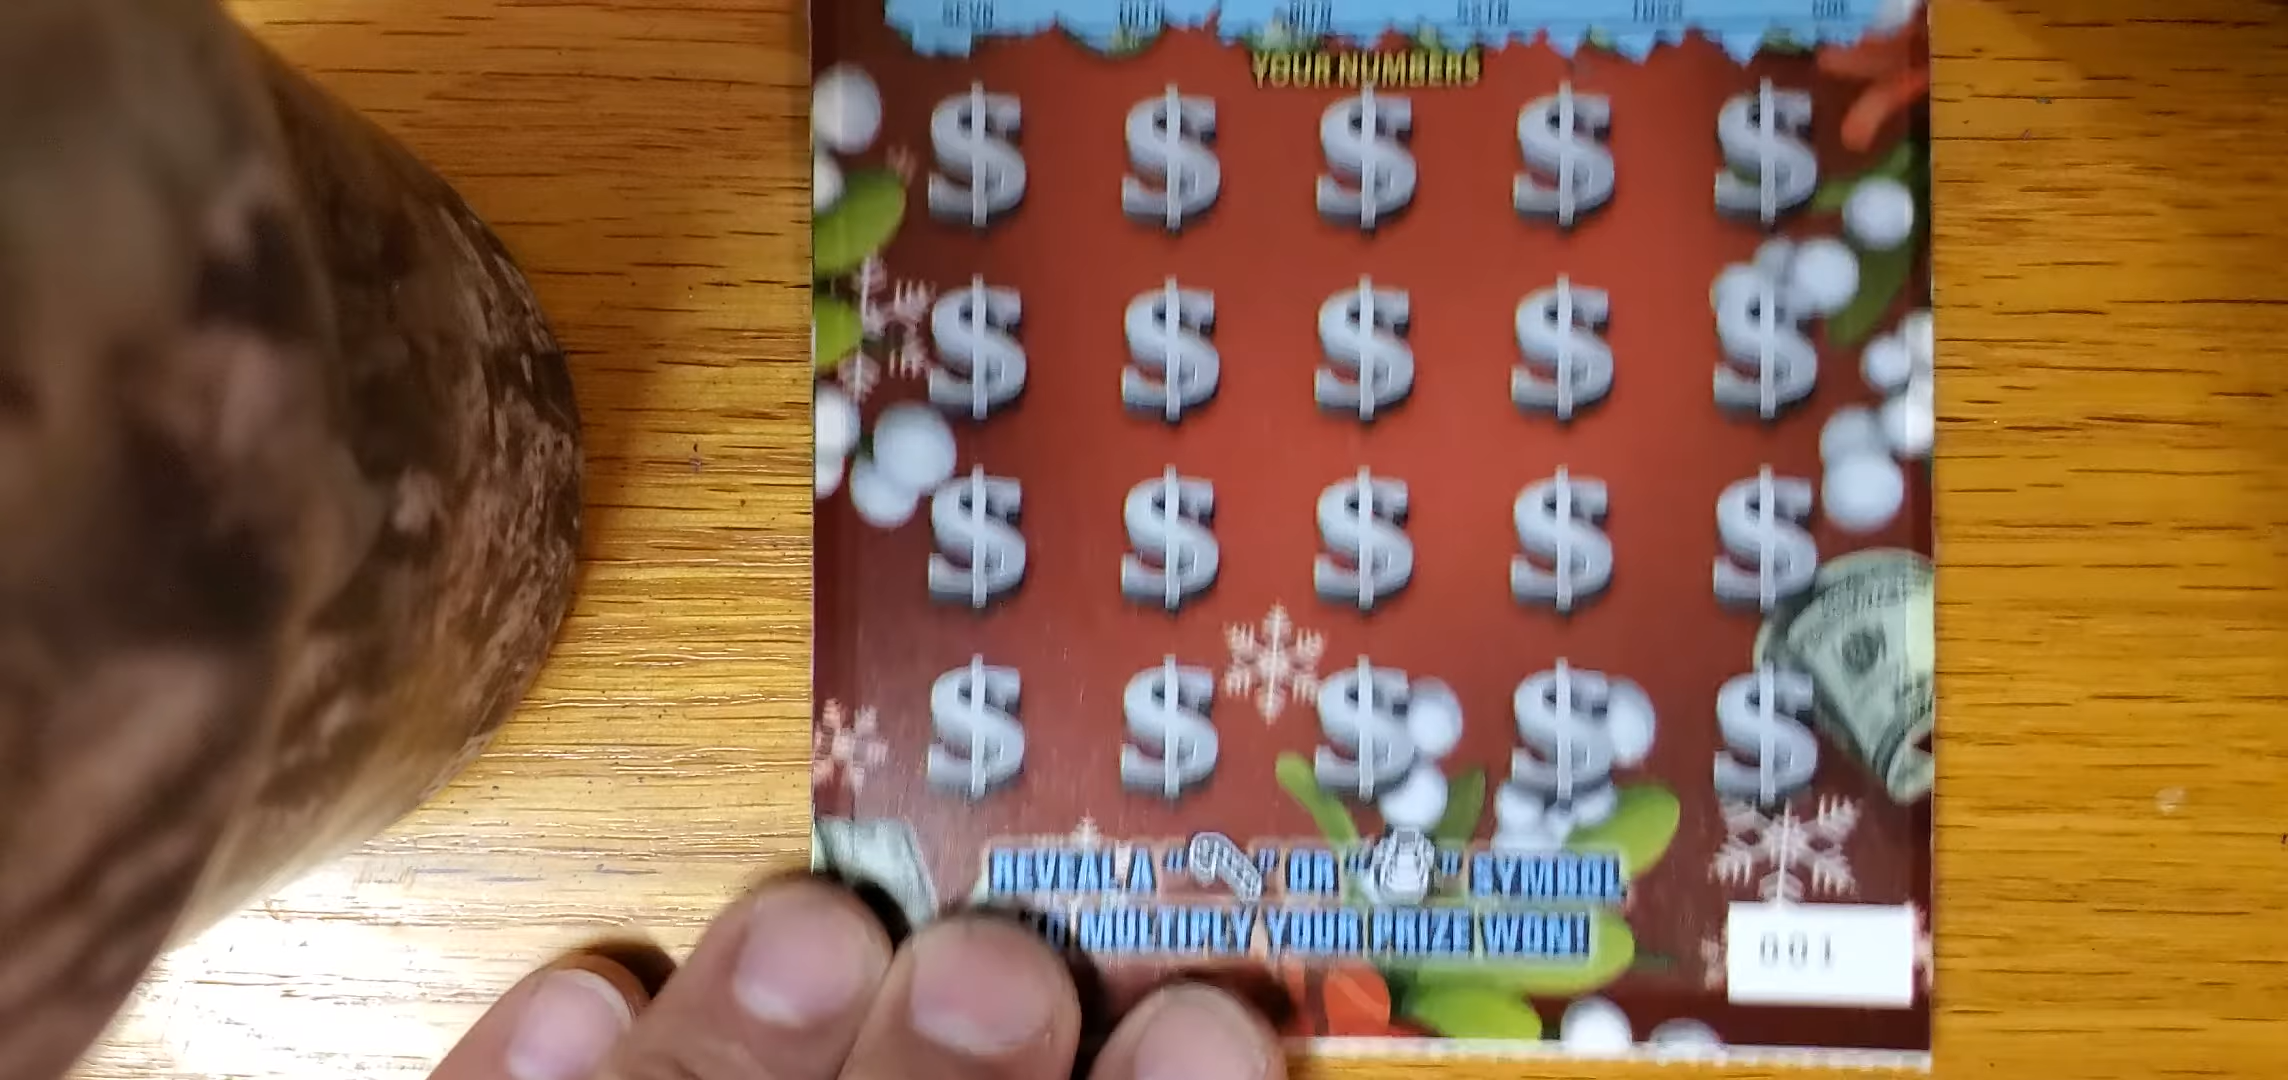 YOUR NUMBERS
$ $ $ $ $
$ $ $ $ $
$ $ $ $ $
$ $ $ $ $
REVEAL A " " OR " " SYMBOL
MULTIPLY YOUR PRIZE WON!
001